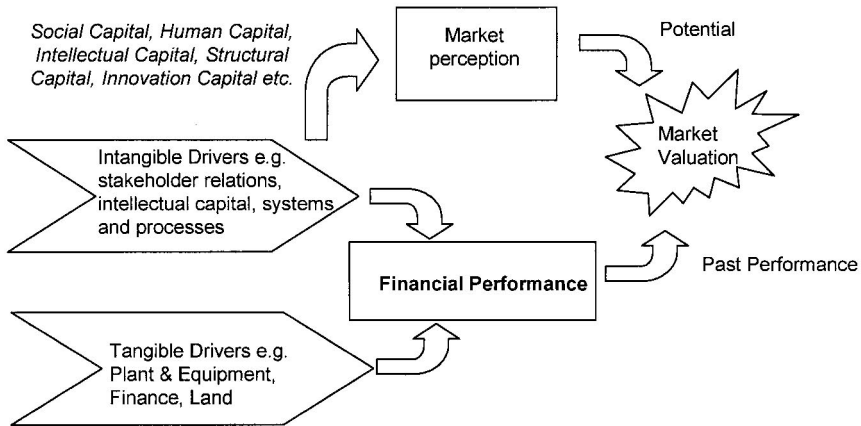 Social Capital, Human Capital,
Intellectual Capital, Structural
Capital, Innovation Capital etc.
Market
perception
Potential
Market
Valuation
Intangible Drivers e.g.
stakeholder relations,
intellectual capital, systems
and processes
Financial Performance
Past Performance
Tangible Drivers e.g.
Plant & Equipment,
Finance, Land